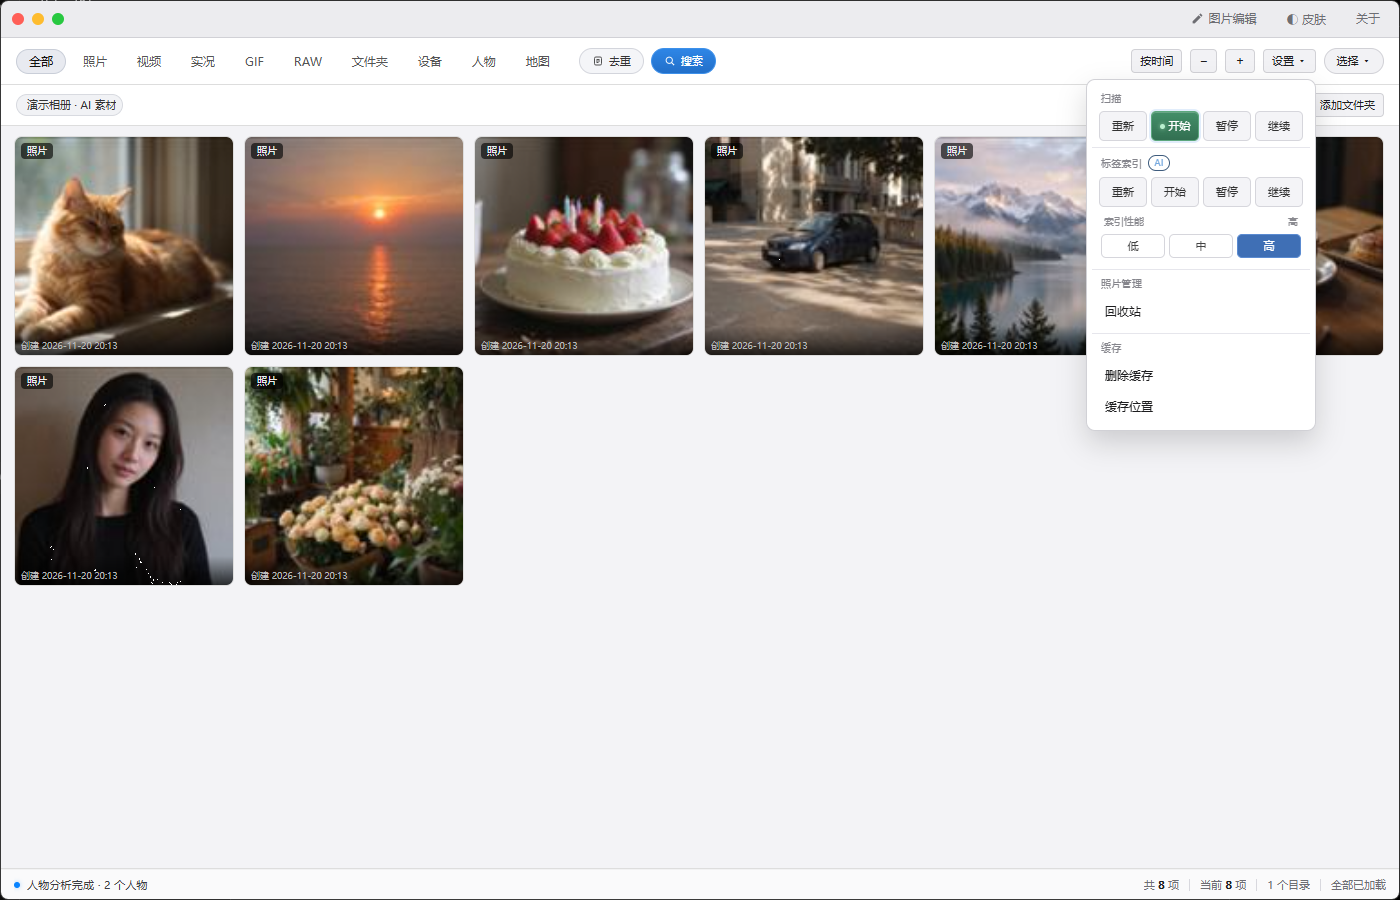 图片编辑 皮肤 关于
全部 照片 视频 实况 GIF RAW 文件夹 设备 人物 地图 去重 搜索 按时间 − + 设置 选择
演示相册 · AI 素材 添加文件夹
扫描
重新 开始 暂停 继续
标签索引 AI
重新 开始 暂停 继续
索引性能 高
低 中 高
照片管理
回收站
缓存
删除缓存
缓存位置
照片 照片 照片 照片 照片
创建 2026-11-20 20:13 创建 2026-11-20 20:13 创建 2026-11-20 20:13 创建 2026-11-20 20:13 创建 2026-11-20 20:13
照片 照片
创建 2026-11-20 20:13 创建 2026-11-20 20:13
人物分析完成 · 2 个人物 共 8 项 当前 8 项 1 个目录 全部已加载